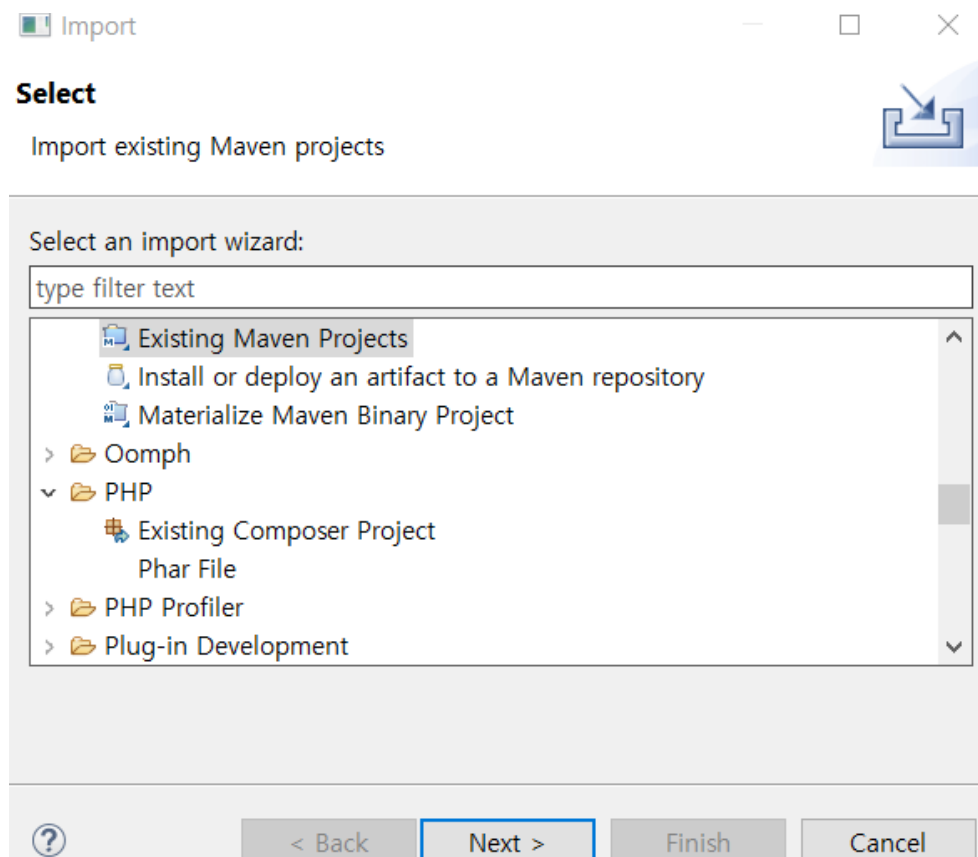 Import
Select
Import existing Maven projects
Select an import wizard:
type filter text
Existing Maven Projects
Install or deploy an artifact to a Maven repository
Materialize Maven Binary Project
Oomph
PHP
Existing Composer Project
Phar File
PHP Profiler
Plug-in Development
? < Back Next > Finish Cancel